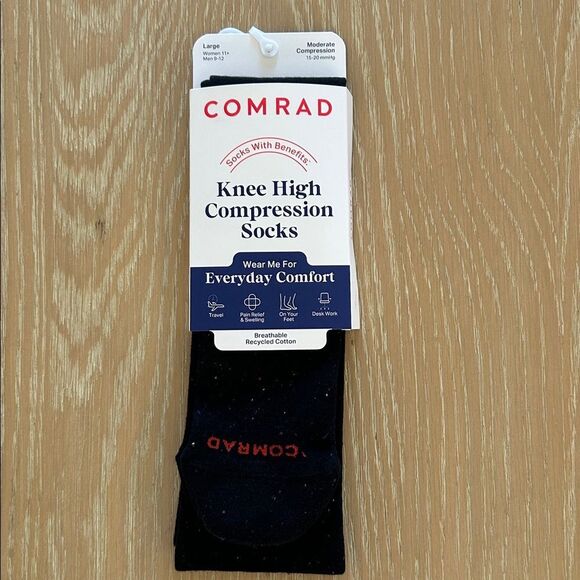 Large
Women 11+
Men 9-12
Moderate
Compression
15-20 mmHg
COMRAD
Socks With Benefits.
Knee High
Compression
Socks
Wear Me For
Everyday Comfort
Travel
Pain Relief
& Swelling
On Your
Feet
Desk Work
Breathable
Recycled Cotton
COMRAD